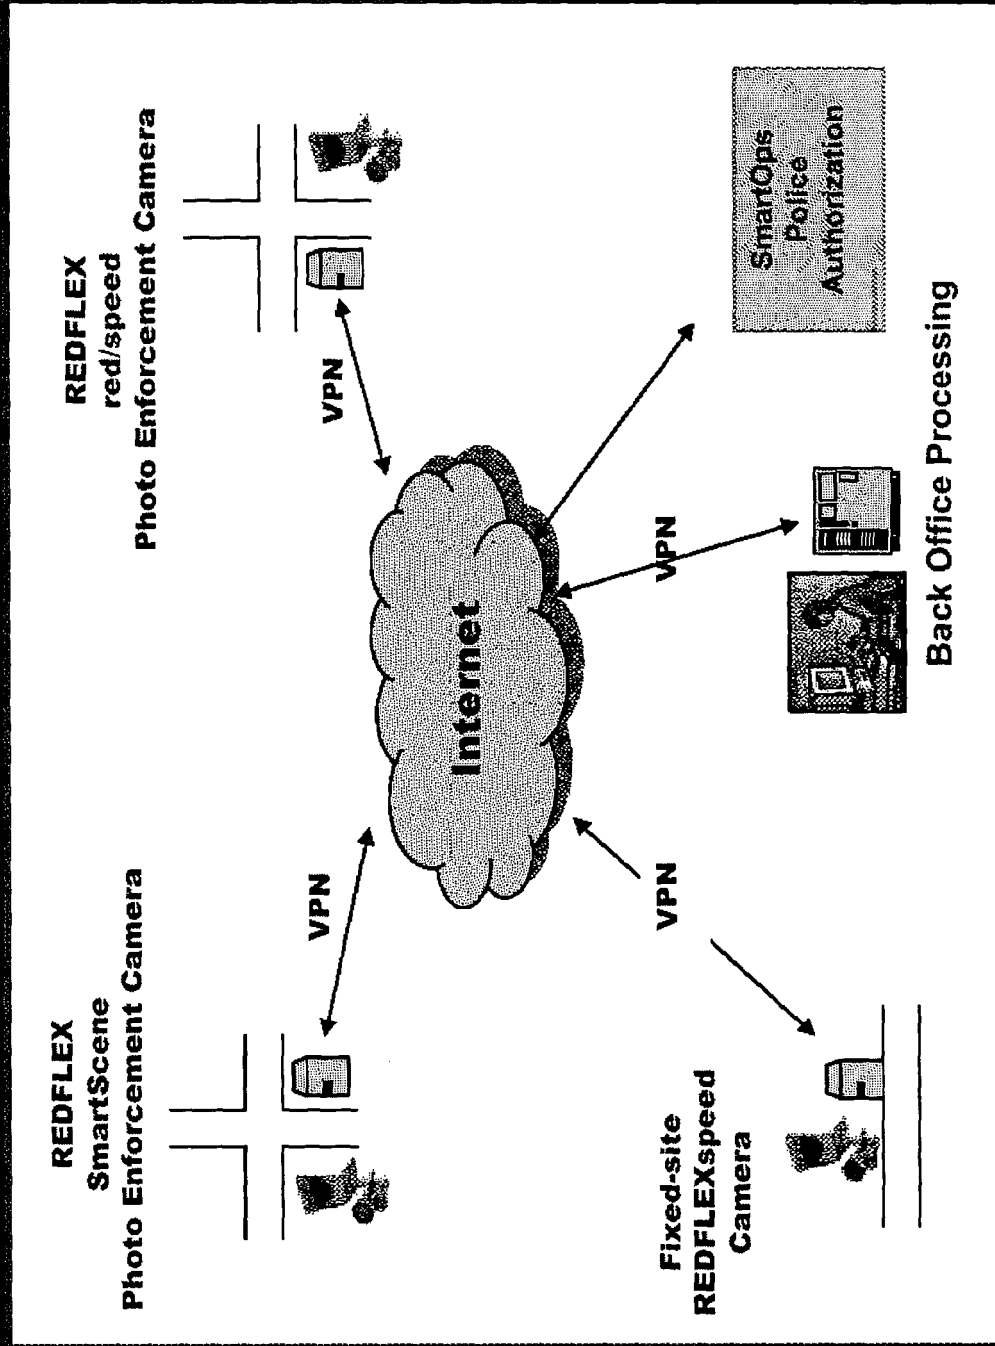 REDFLEX
SmartScene
Photo Enforcement Camera
REDFLEX
red/speed
Photo Enforcement Camera
VPN
VPN
Internet
VPN
VPN
Fixed-site
REDFLEXspeed
Camera
SmartOps
Police
Authorization
Back Office Processing